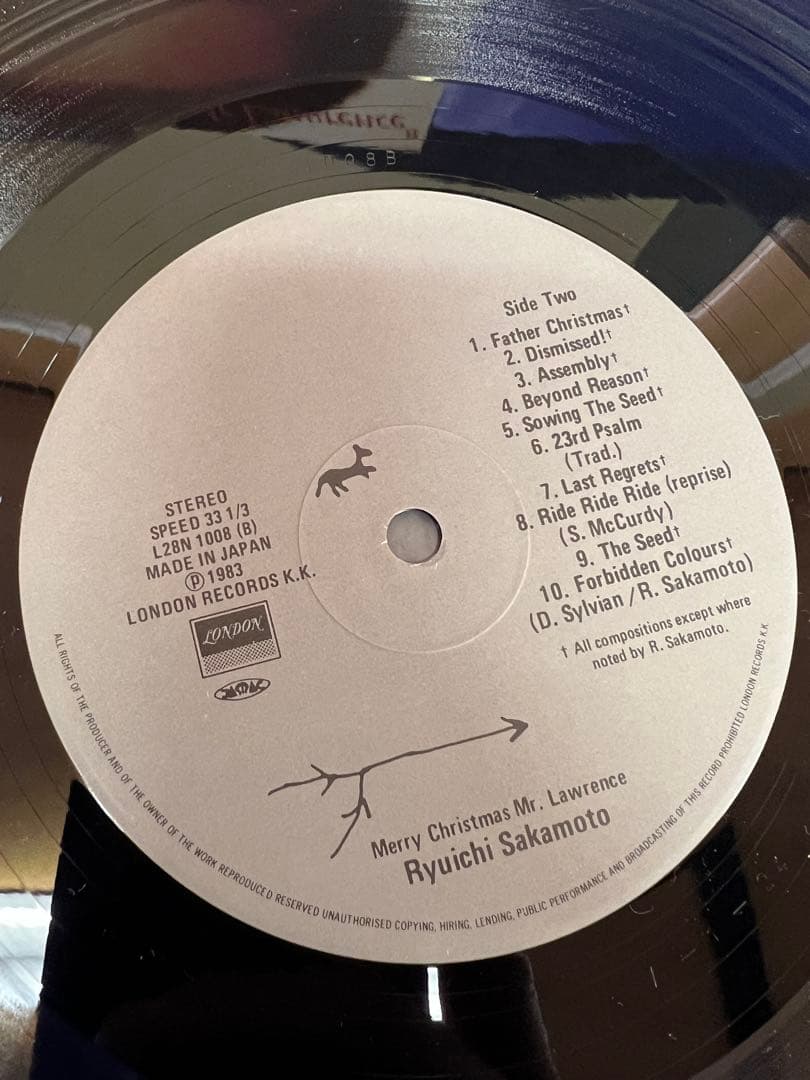 Side Two
1. Father Christmas†
2. Dismissed!†
3. Assembly†
4. Beyond Reason†
5. Sowing The Seed†
6. 23rd Psalm
(Trad.)
7. Last Regrets†
8. Ride Ride Ride (reprise)
(S. McCurdy)
9. The Seed†
10. Forbidden Colours†
(D. Sylvian / R. Sakamoto)
† All compositions except where
noted by R. Sakamoto.
STEREO
SPEED 33 1/3
L28N 1008 (B)
MADE IN JAPAN
Ⓟ 1983
LONDON RECORDS K.K.
LONDON
JASRAC
Merry Christmas Mr. Lawrence
Ryuichi Sakamoto
ALL RIGHTS OF THE PRODUCER AND OF THE OWNER OF THE WORK REPRODUCED RESERVED UNAUTHORISED COPYING, HIRING, LENDING, PUBLIC PERFORMANCE AND BROADCASTING OF THIS RECORD PROHIBITED LONDON RECORDS K.K.